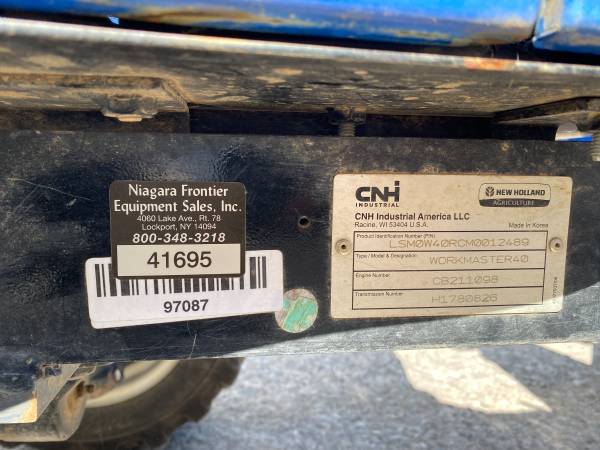 Niagara Frontier
Equipment Sales, Inc.
4060 Lake Ave., Rt. 78
Lockport, NY 14094
800-348-3218
41695
97087
CNH
INDUSTRIAL
NEW HOLLAND
AGRICULTURE
CNH Industrial America LLC
Racine, WI 53404 U.S.A.
Made in Korea
Product Identification Number (PIN)
LSM0W40RCM0012489
Type / Model & Designation
WORKMASTER40
Engine Number
CB211098
Transmission Number
H1780826